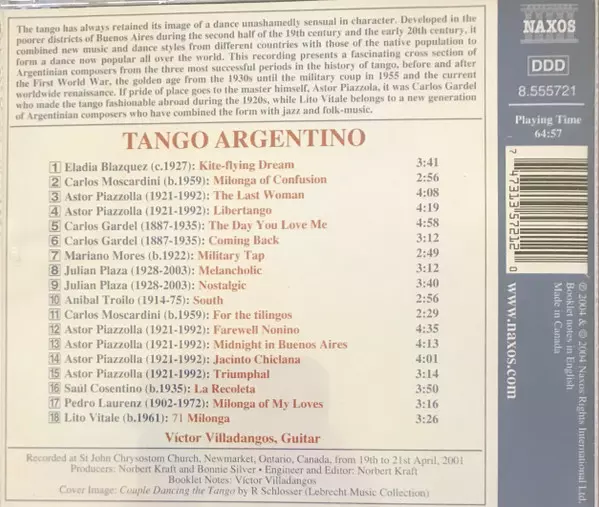 The tango has always retained its image of a dance unashamedly sensual in character. Developed in the
poorer districts of Buenos Aires during the second half of the 19th century and the early 20th century, it
combined new music and dance styles from different countries with those of the native population to
form a dance now popular all over the world. This recording presents a fascinating cross section of
Argentinian composers from the three most successful periods in the history of tango, before and after
the First World War, the golden age from the 1930s until the military coup in 1955 and the current
worldwide renaissance. If pride of place goes to the master himself, Astor Piazzola, it was Carlos Gardel
who made the tango fashionable abroad during the 1920s, while Lito Vitale belongs to a new generation
of Argentinian composers who have combined the form with jazz and folk-music.
TANGO ARGENTINO
1 Eladia Blazquez (c.1927): Kite-flying Dream 3:41
2 Carlos Moscardini (b.1959): Milonga of Confusion 2:56
3 Astor Piazzolla (1921-1992): The Last Woman 4:08
4 Astor Piazzolla (1921-1992): Libertango 4:19
5 Carlos Gardel (1887-1935): The Day You Love Me 4:58
6 Carlos Gardel (1887-1935): Coming Back 3:12
7 Mariano Mores (b.1922): Military Tap 2:49
8 Julian Plaza (1928-2003): Melancholic 3:12
9 Julian Plaza (1928-2003): Nostalgic 3:40
10 Anibal Troilo (1914-75): South 2:56
11 Carlos Moscardini (b.1959): For the tilingos 2:29
12 Astor Piazzolla (1921-1992): Farewell Nonino 4:35
13 Astor Piazzolla (1921-1992): Midnight in Buenos Aires 4:13
14 Astor Piazzolla (1921-1992): Jacinto Chiclana 4:01
15 Astor Piazzolla (1921-1992): Triumphal 3:14
16 Saúl Cosentino (b.1935): La Recoleta 3:50
17 Pedro Laurenz (1902-1972): Milonga of My Loves 3:16
18 Lito Vitale (b.1961): 71 Milonga 3:26
Víctor Villadangos, Guitar
Recorded at St John Chrysostom Church, Newmarket, Ontario, Canada, from 19th to 21st April, 2001
Producers: Norbert Kraft and Bonnie Silver • Engineer and Editor: Norbert Kraft
Booklet Notes: Víctor Villadangos
Cover Image: Couple Dancing the Tango by R Schlosser (Lebrecht Music Collection)
NAXOS
DDD
8.555721
Playing Time
64:57
7 47313 57212 0
www.naxos.com
℗ 2004 & © 2004 Naxos Rights International Ltd.
Booklet notes in English
Made in Canada